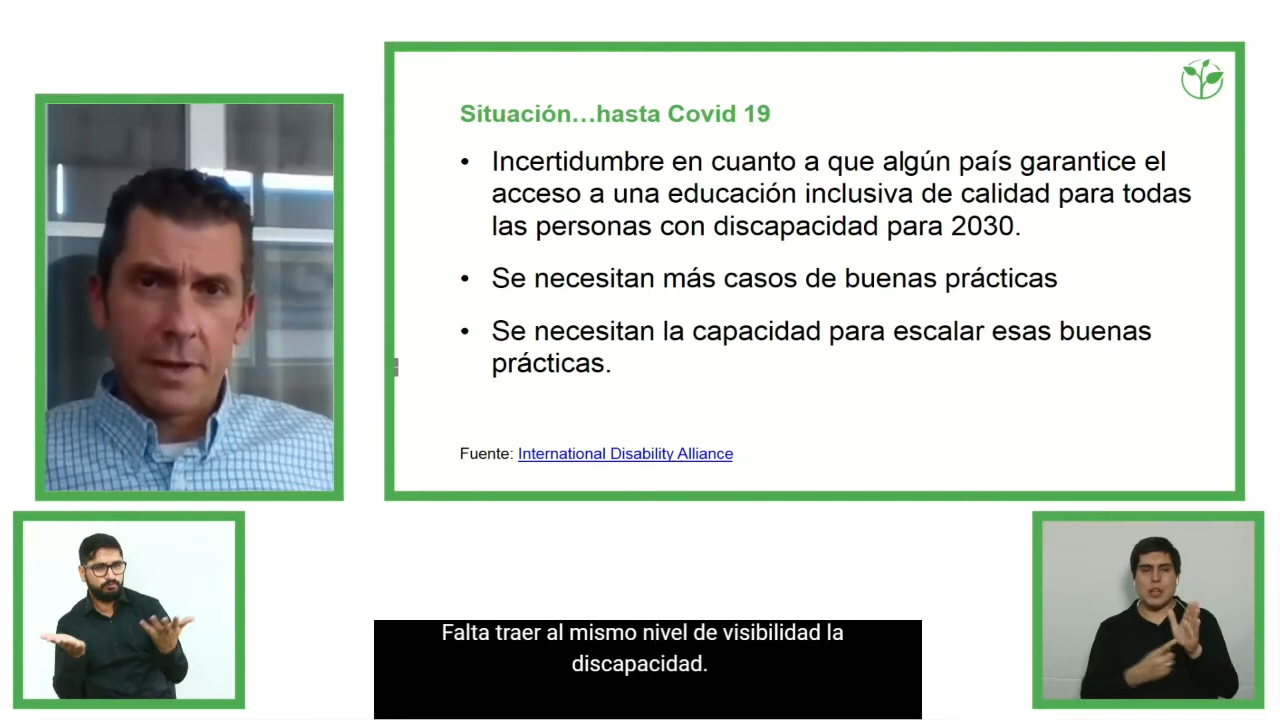 Situación...hasta Covid 19
• Incertidumbre en cuanto a que algún país garantice el
acceso a una educación inclusiva de calidad para todas
las personas con discapacidad para 2030.
• Se necesitan más casos de buenas prácticas
• Se necesitan la capacidad para escalar esas buenas
prácticas.
Fuente: International Disability Alliance
Falta traer al mismo nivel de visibilidad la
discapacidad.